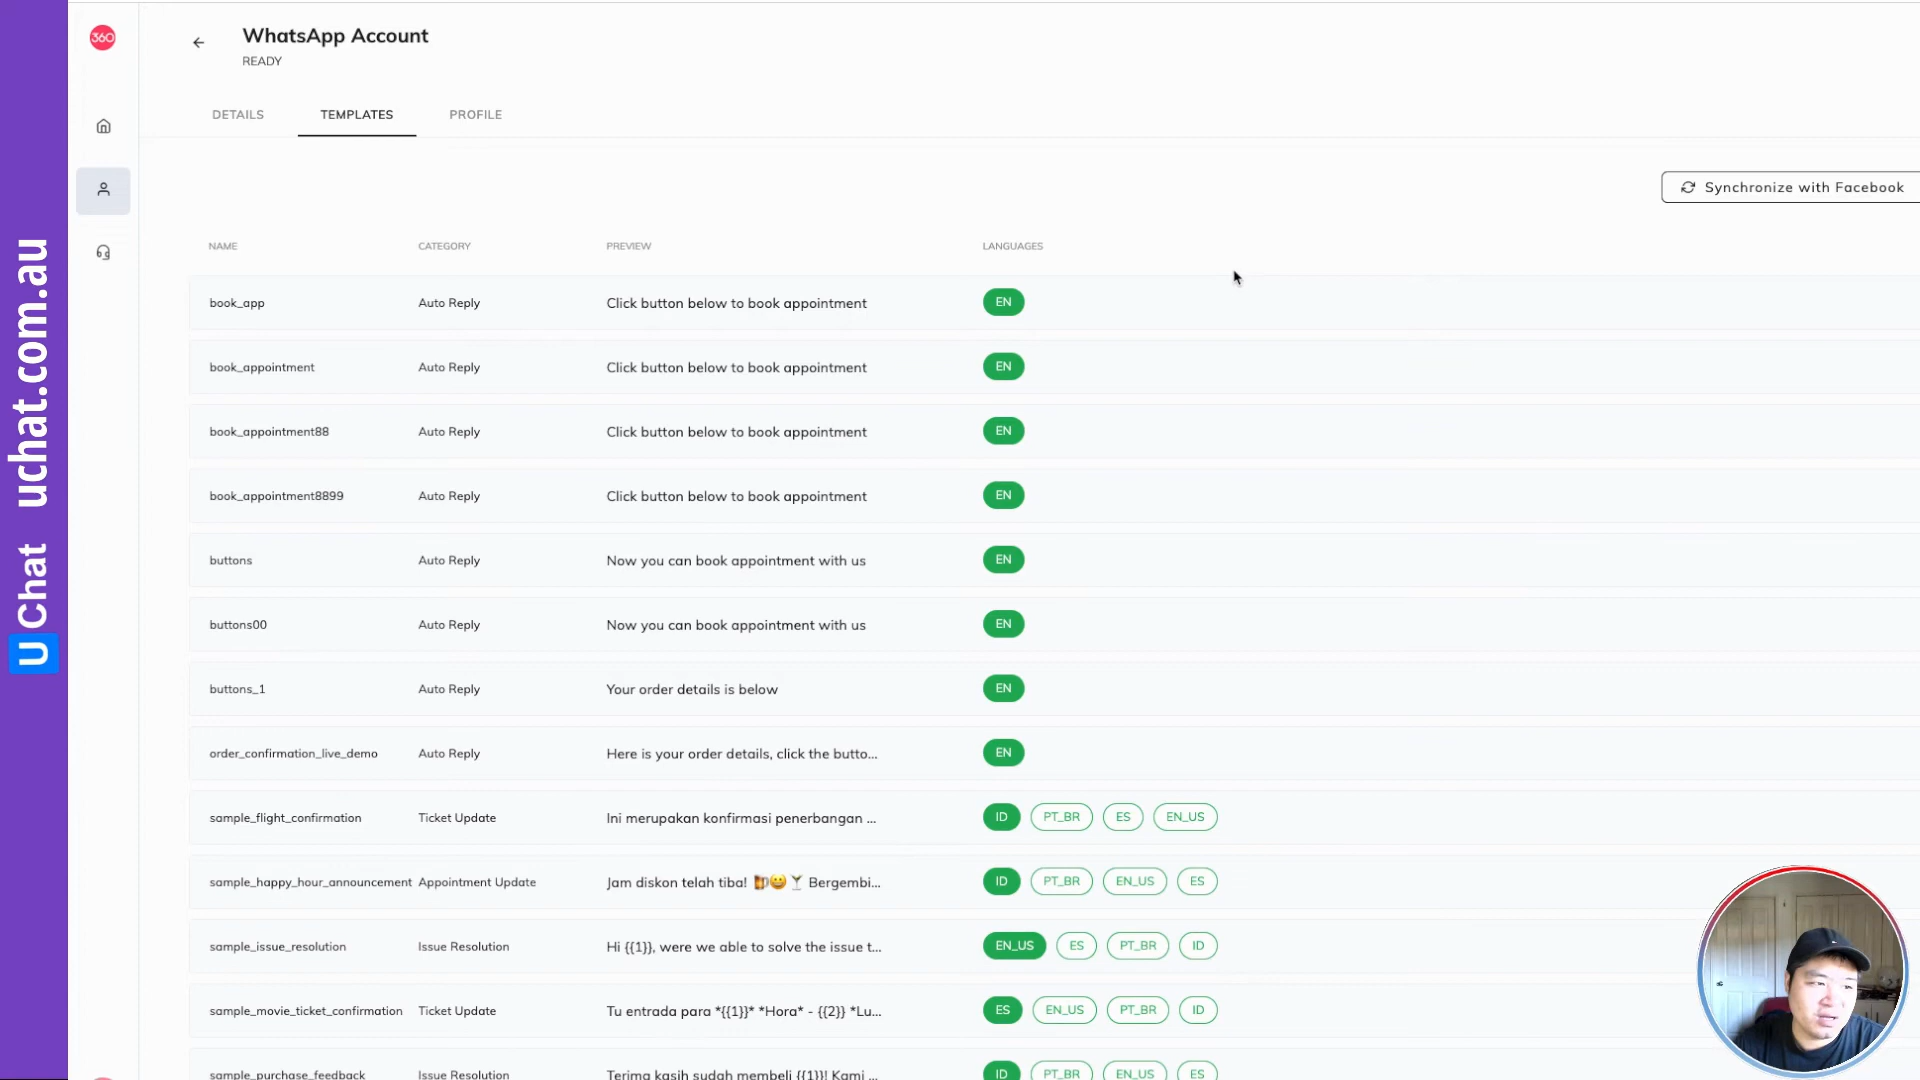 360
WhatsApp Account
READY
DETAILS TEMPLATES PROFILE
Synchronize with Facebook
NAME CATEGORY PREVIEW LANGUAGES
book_app Auto Reply Click button below to book appointment EN
book_appointment Auto Reply Click button below to book appointment EN
book_appointment88 Auto Reply Click button below to book appointment EN
book_appointment8899 Auto Reply Click button below to book appointment EN
buttons Auto Reply Now you can book appointment with us EN
buttons00 Auto Reply Now you can book appointment with us EN
buttons_1 Auto Reply Your order details is below EN
order_confirmation_live_demo Auto Reply Here is your order details, click the butto... EN
sample_flight_confirmation Ticket Update Ini merupakan konfirmasi penerbangan ... ID PT_BR ES EN_US
sample_happy_hour_announcement Appointment Update Jam diskon telah tiba! 🍺😀🍸 Bergembi... ID PT_BR EN_US ES
sample_issue_resolution Issue Resolution Hi {{1}}, were we able to solve the issue t... EN_US ES PT_BR ID
sample_movie_ticket_confirmation Ticket Update Tu entrada para *{{1}}* *Hora* - {{2}} *Lu... ES EN_US PT_BR ID
sample_purchase_feedback Issue Resolution Terima kasih sudah membeli {{1}}! Kami ... ID PT_BR EN_US ES
U Chat uchat.com.au